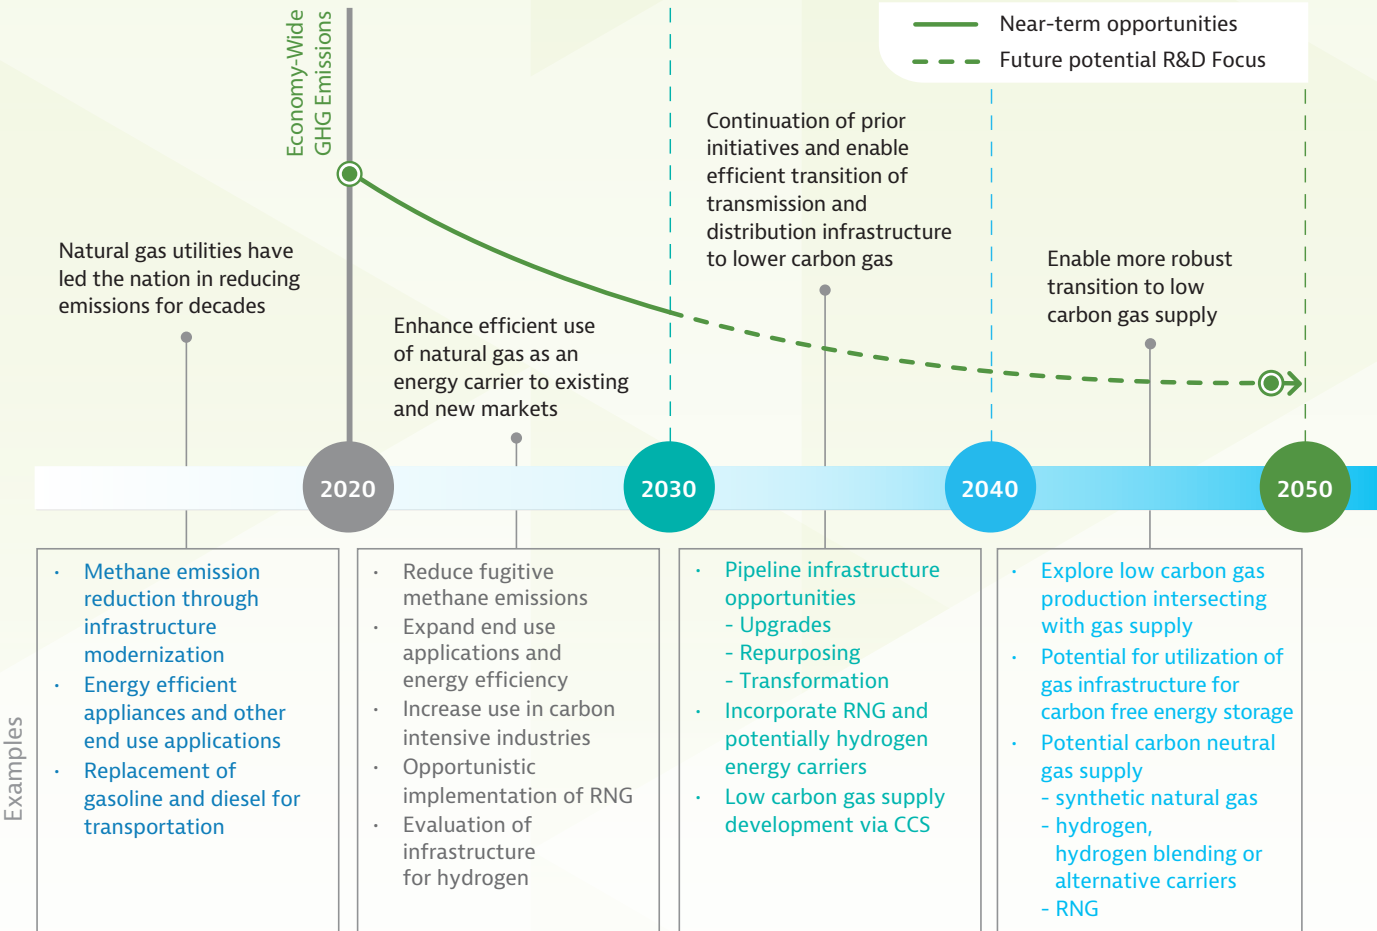 Economy-Wide
GHG Emissions
Near-term opportunities
Future potential R&D Focus
Natural gas utilities have
led the nation in reducing
emissions for decades
Enhance efficient use
of natural gas as an
energy carrier to existing
and new markets
Continuation of prior
initiatives and enable
efficient transition of
transmission and
distribution infrastructure
to lower carbon gas
Enable more robust
transition to low
carbon gas supply
2020
2030
2040
2050
Examples
· Methane emission
reduction through
infrastructure
modernization
· Energy efficient
appliances and other
end use applications
· Replacement of
gasoline and diesel for
transportation
· Reduce fugitive
methane emissions
· Expand end use
applications and
energy efficiency
· Increase use in carbon
intensive industries
· Opportunistic
implementation of RNG
· Evaluation of
infrastructure
for hydrogen
· Pipeline infrastructure
opportunities
- Upgrades
- Repurposing
- Transformation
· Incorporate RNG and
potentially hydrogen
energy carriers
· Low carbon gas supply
development via CCS
· Explore low carbon gas
production intersecting
with gas supply
· Potential for utilization of
gas infrastructure for
carbon free energy storage
· Potential carbon neutral
gas supply
- synthetic natural gas
- hydrogen,
hydrogen blending or
alternative carriers
- RNG